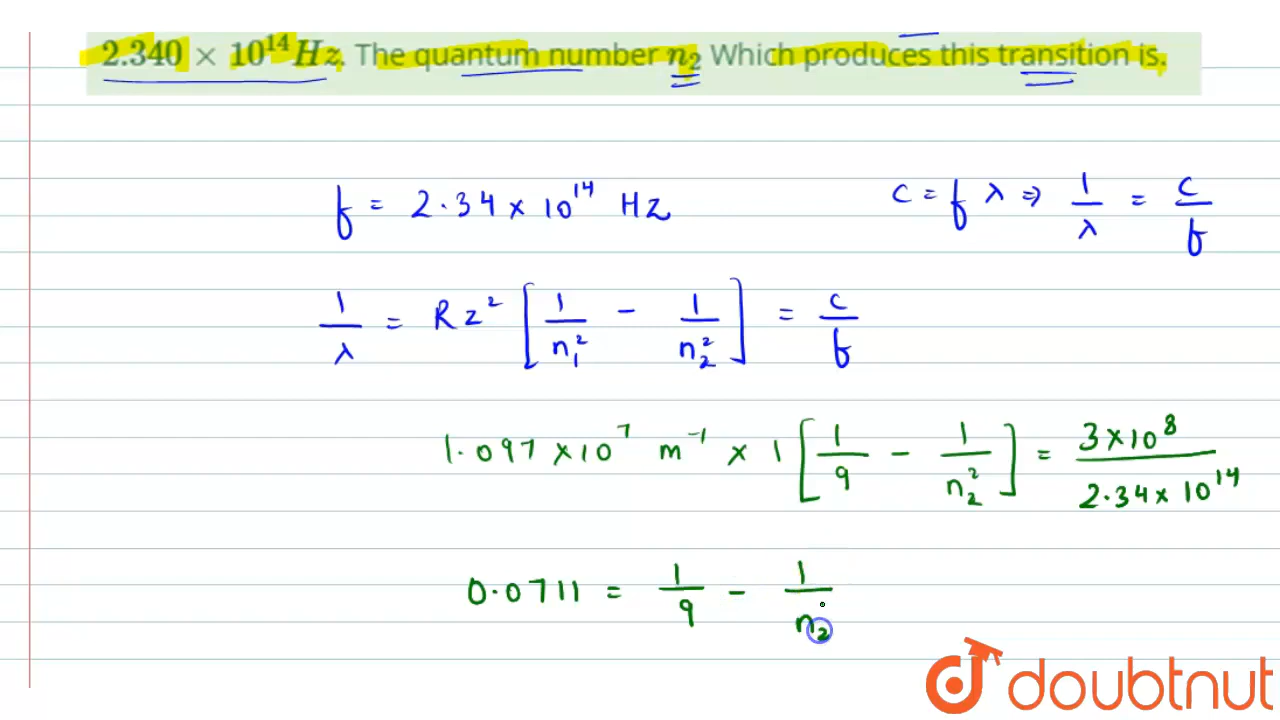 2.340 × 10^14 Hz. The quantum number n₂ Which produces this transition is.
f = 2.34 × 10^14 Hz c = f λ ⇒ 1/λ = c/f
1/λ = R z² [1/n₁² − 1/n₂²] = c/f
1.097 × 10^7 m^-1 × 1 [1/9 − 1/n₂²] = 3×10^8 / 2.34 × 10^14
0.0711 = 1/9 − 1/n₂
doubtnut